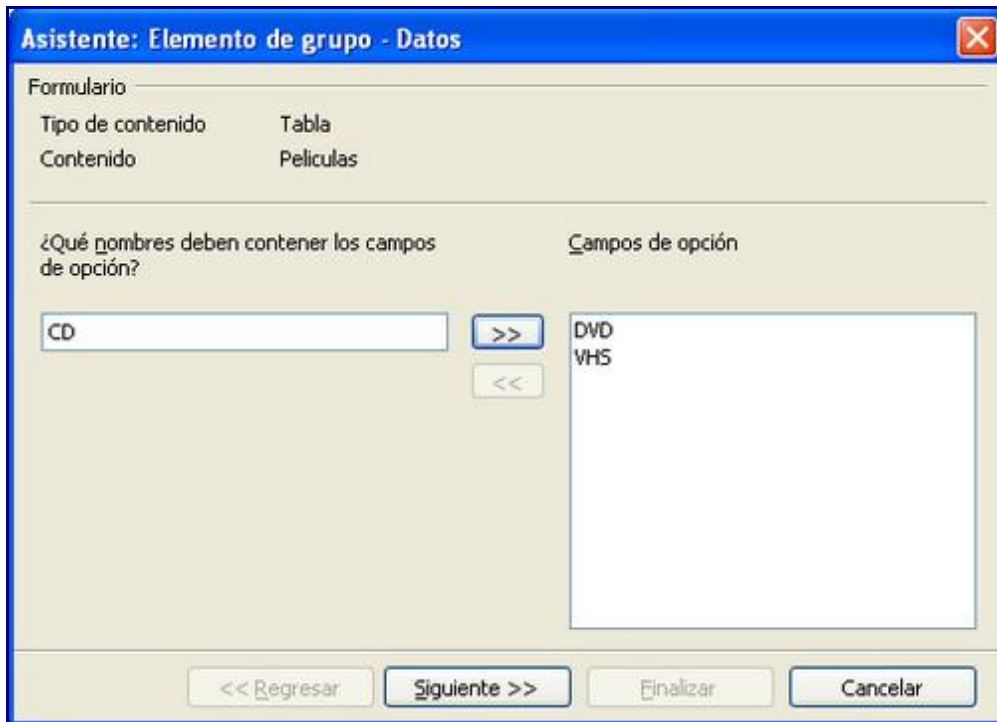 Asistente: Elemento de grupo - Datos
Formulario
Tipo de contenido Tabla
Contenido Peliculas
¿Qué nombres deben contener los campos
de opción?
Campos de opción
CD
>>
<<
DVD
VHS
<< Regresar Siguiente >> Finalizar Cancelar